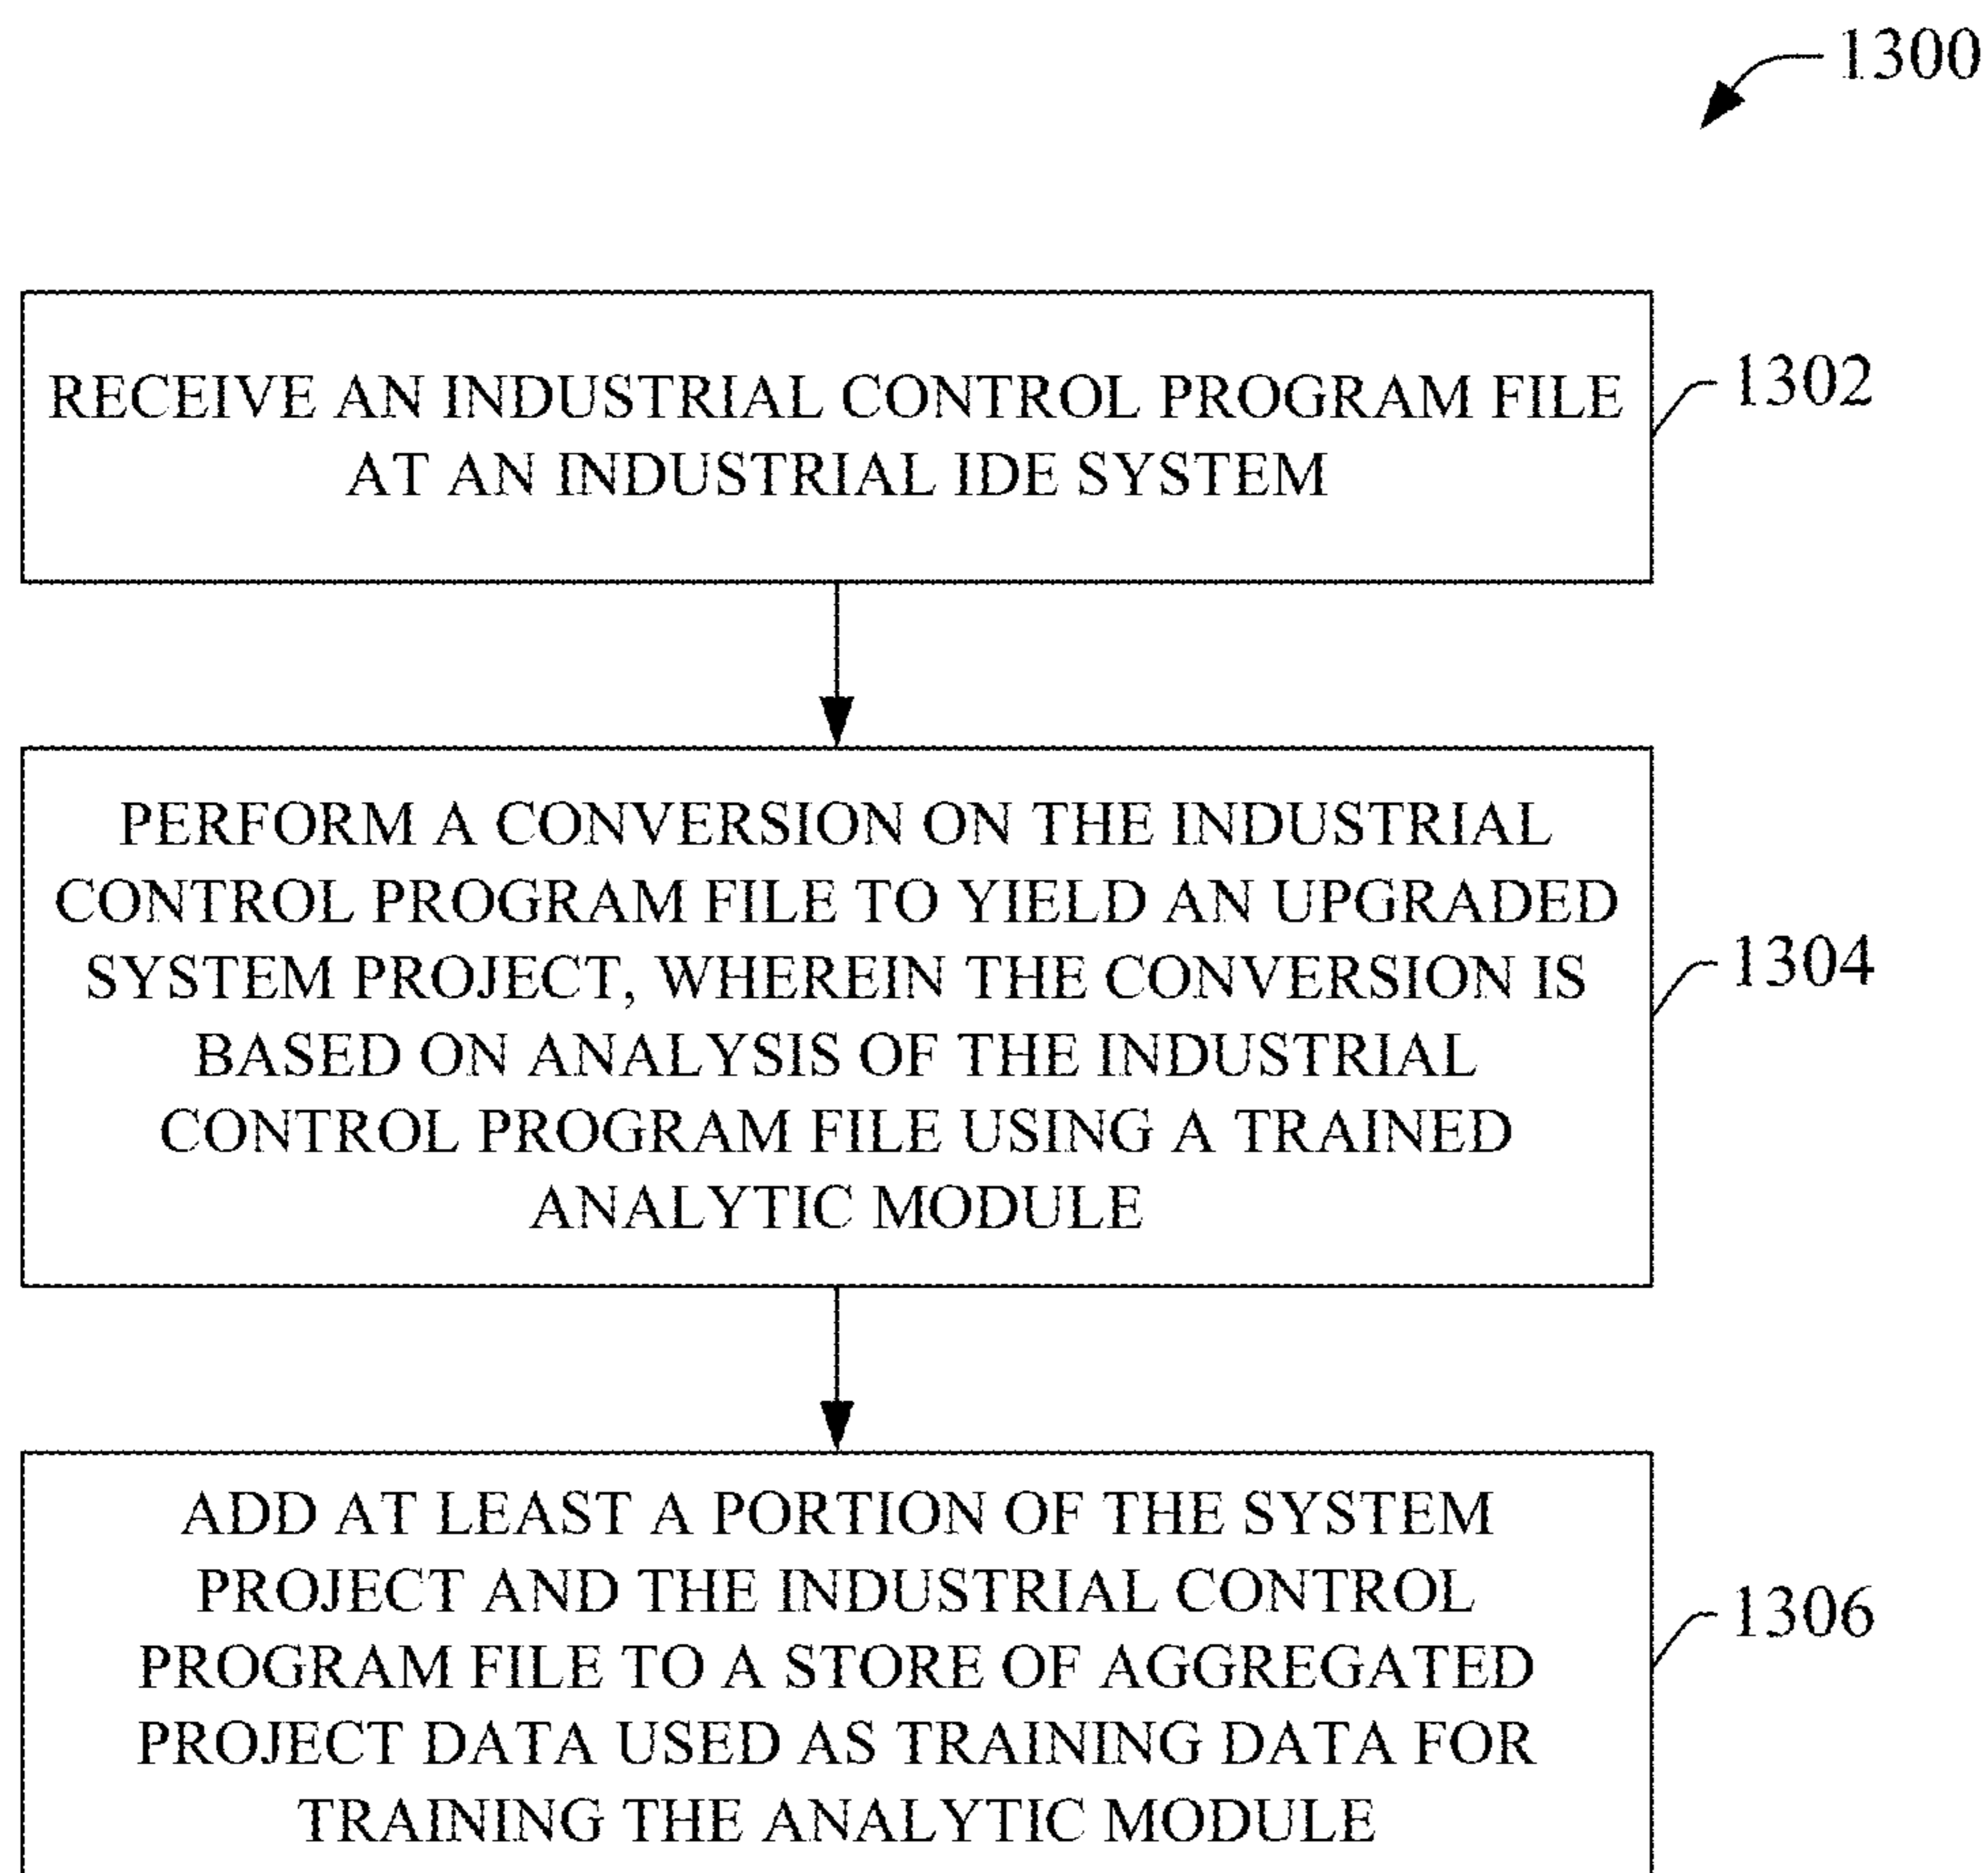 1300
RECEIVE AN INDUSTRIAL CONTROL PROGRAM FILE
AT AN INDUSTRIAL IDE SYSTEM
1302
PERFORM A CONVERSION ON THE INDUSTRIAL
CONTROL PROGRAM FILE TO YIELD AN UPGRADED
SYSTEM PROJECT, WHEREIN THE CONVERSION IS
BASED ON ANALYSIS OF THE INDUSTRIAL
CONTROL PROGRAM FILE USING A TRAINED
ANALYTIC MODULE
1304
ADD AT LEAST A PORTION OF THE SYSTEM
PROJECT AND THE INDUSTRIAL CONTROL
PROGRAM FILE TO A STORE OF AGGREGATED
PROJECT DATA USED AS TRAINING DATA FOR
TRAINING THE ANALYTIC MODULE
1306